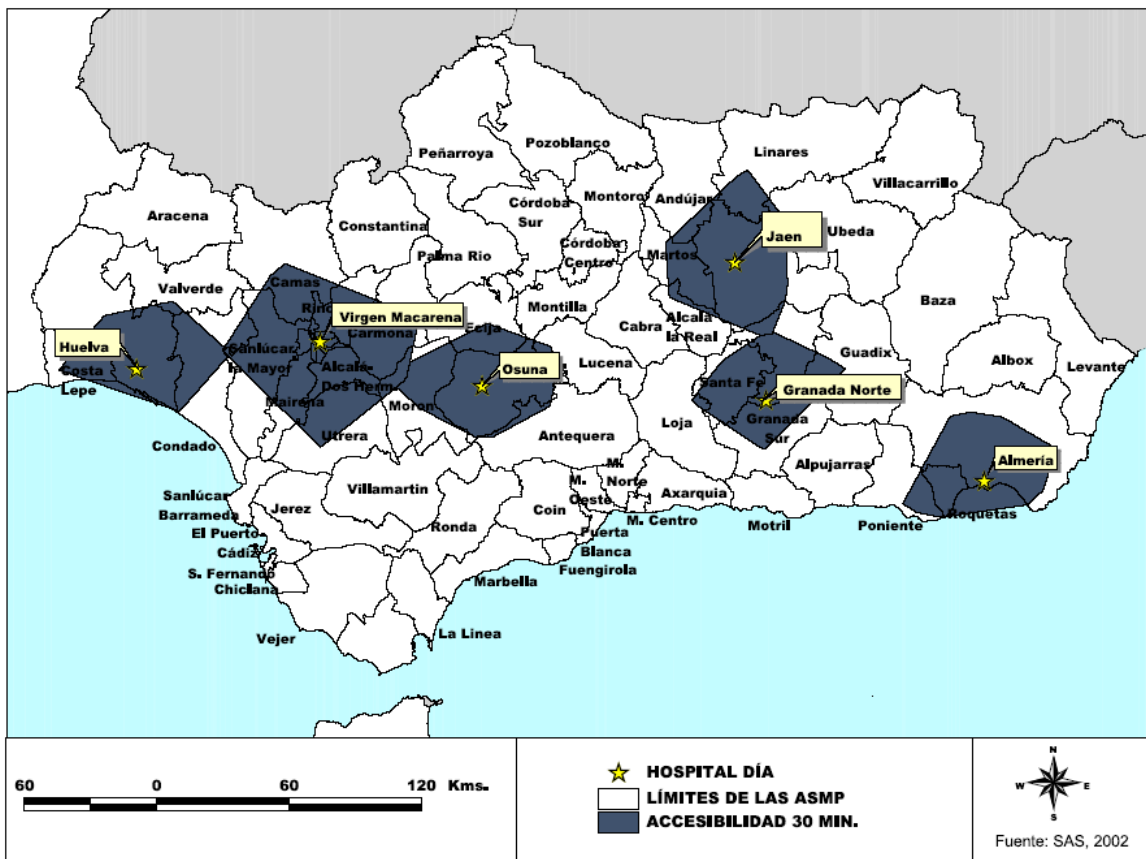 Peñarroya
Pozoblanco
Linares
Villacarrillo
Andújar
Montoro
Córdoba
Sur
Aracena
Constantina
Jaen
Ubeda
Córdoba
Centro
Martos
Palma Rio
Camas
Valverde
Baza
Montilla
Virgen Macarena
Alcala
la Real
Cabra
Ecija
Carmona
Huelva
Sanlúcar
la Mayor
Guadix
Albox
Levante
Lucena
Alcala-
Dos Herm.
Osuna
Costa
Lepe
Santa Fe
Granada Norte
Mairena
Moron
Granada
Sur
Loja
Utrera
Antequera
Condado
Almería
Alpujarras
M.
Norte
M.
Oeste
Villamartin
Axarquia
Sanlúcar
Barrameda
Jerez
Coin
Roquetas
M. Centro
Motril
Poniente
Ronda
El Puerto
Puerta
Blanca
Cádiz
Fuengirola
S. Fernando
Chiclana
Marbella
Vejer
La Linea
60 0 60 120 Kms.
HOSPITAL DÍA
LÍMITES DE LAS ASMP
ACCESIBILIDAD 30 MIN.
N
W E
S
Fuente: SAS, 2002